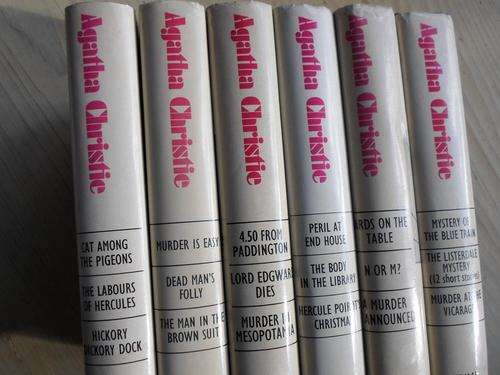 Agatha Christie
CAT AMONG
THE PIGEONS
THE LABOURS
OF HERCULES
HICKORY
DICKORY DOCK
Agatha Christie
MURDER IS EASY
DEAD MAN'S
FOLLY
THE MAN IN THE
BROWN SUIT
Agatha Christie
4.50 FROM
PADDINGTON
LORD EDGWAR
DIES
MURDER IN
MESOPOTAMIA
Agatha Christie
PERIL AT
END HOUSE
THE BODY
IN THE LIBRARY
HERCULE POIROT'S
CHRISTMA
Agatha Christie
ARDS ON THE
TABLE
N OR M?
MURDER
ANNOUNCED
Agatha Christie
MYSTERY OF
THE BLUE TRAIN
THE LISTERDALE
MYSTERY
(12 short stories)
MURDER AT THE
VICARAGE